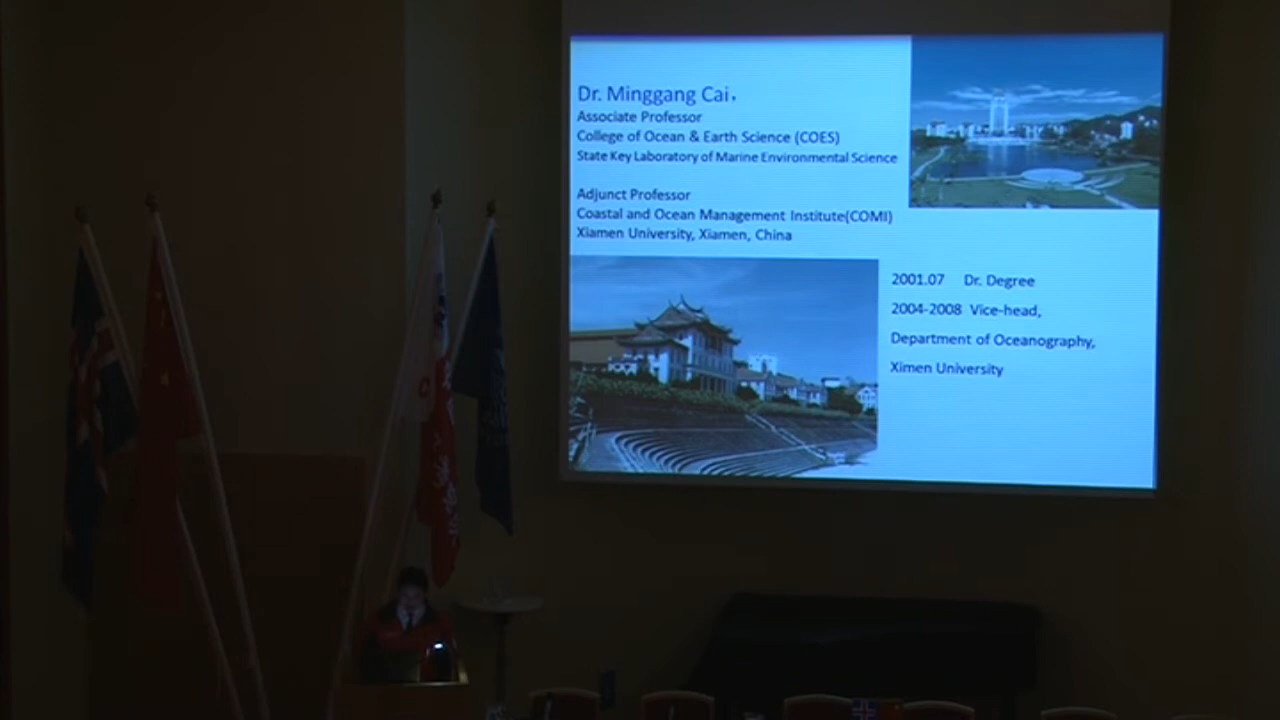 Dr. Minggang Cai,
Associate Professor
College of Ocean & Earth Science (COES)
State Key Laboratory of Marine Environmental Science
Adjunct Professor
Coastal and Ocean Management Institute(COMI)
Xiamen University, Xiamen, China
2001.07 Dr. Degree
2004-2008 Vice-head,
Department of Oceanography,
Ximen University